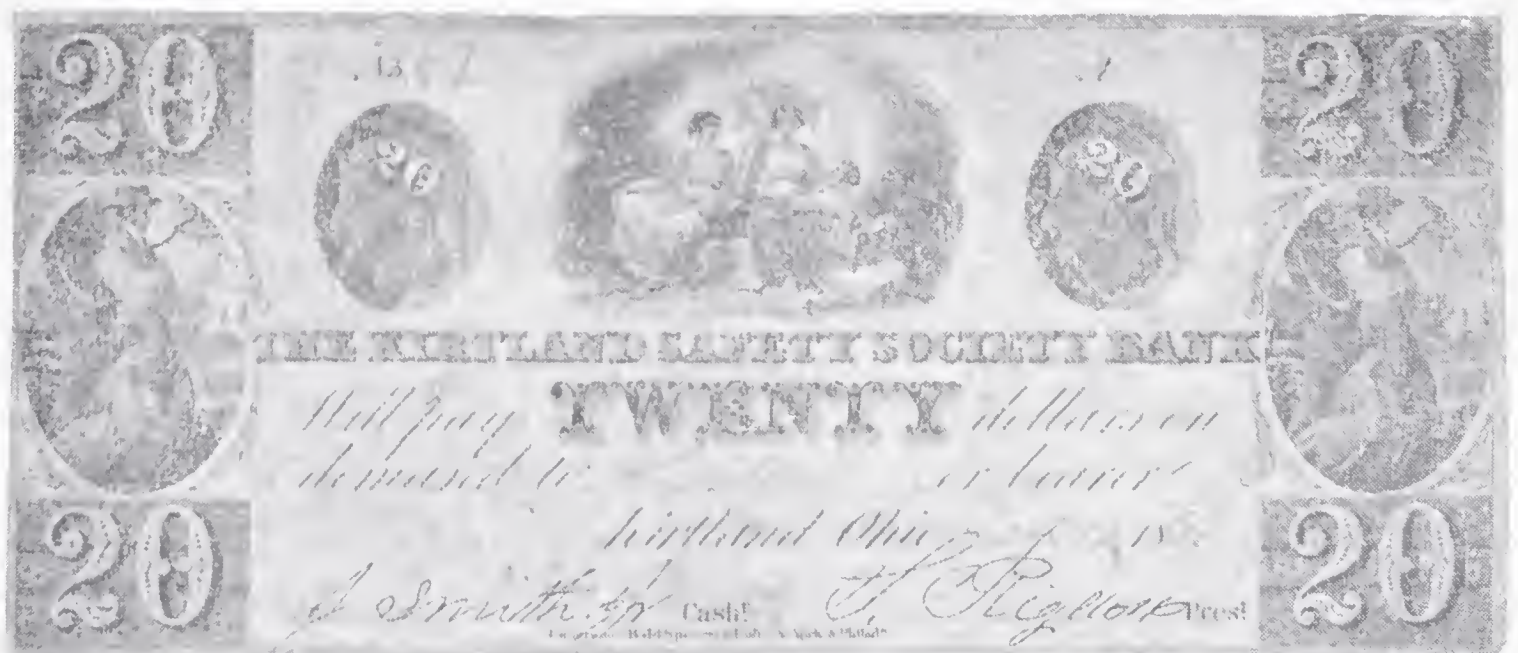 20 20
20 20
THE KIRTLAND SAFETY SOCIETY BANK
Will pay TWENTY dollars on
demand to or bearer
Kirtland Ohio 18
J Smith Jr Cash! S Rigdon Prest
20 20